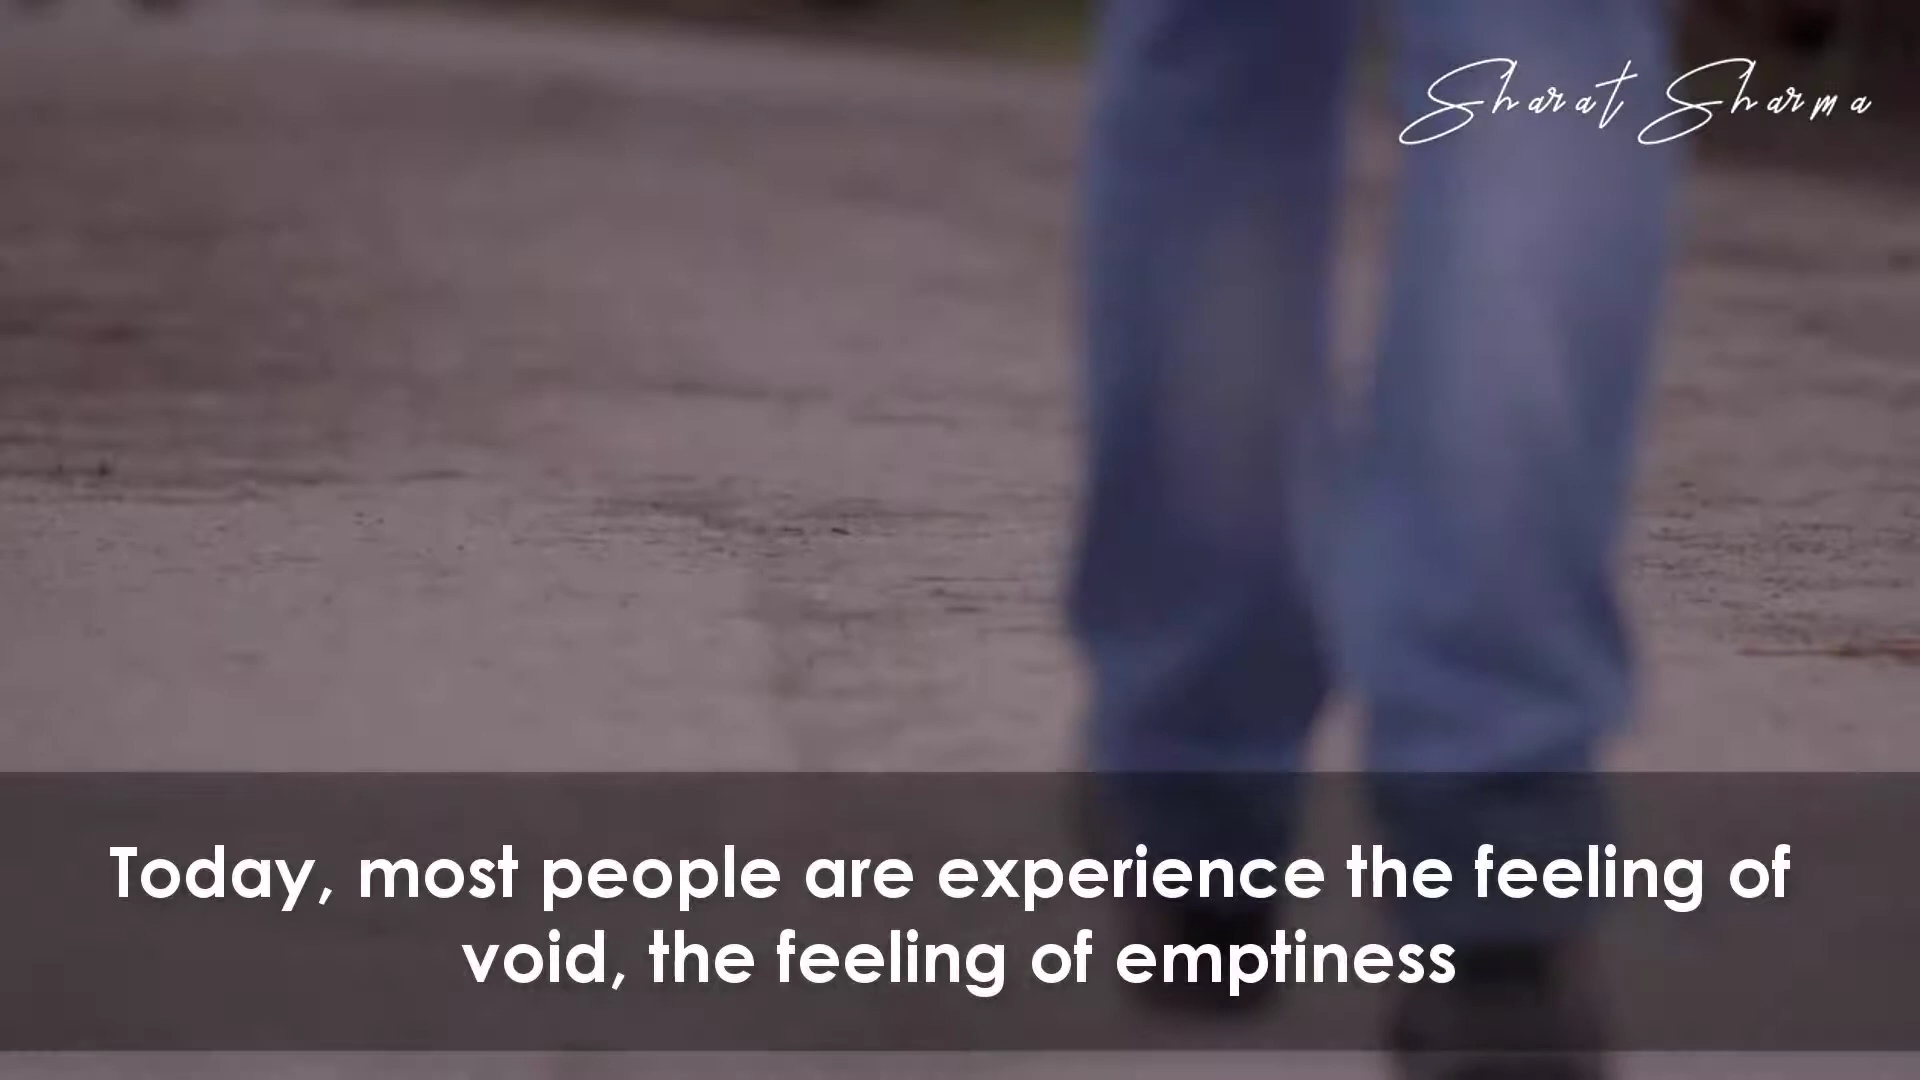 Sharat Sharma
Today, most people are experience the feeling of
void, the feeling of emptiness